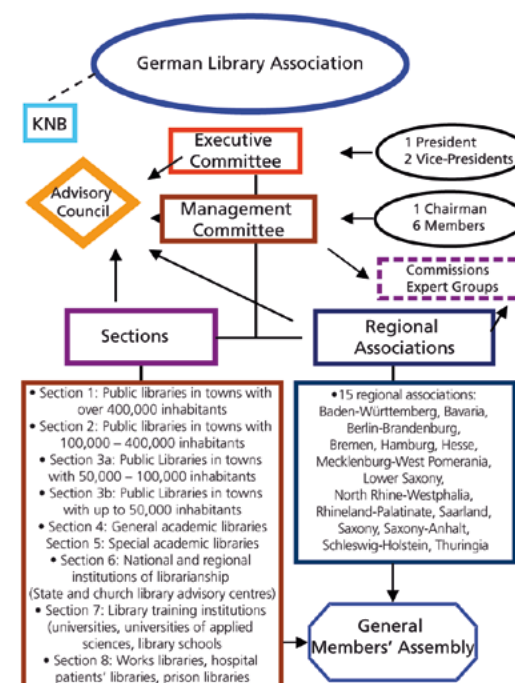 German Library Association
KNB
Executive
Committee
1 President
2 Vice-Presidents
Advisory
Council
Management
Committee
1 Chairman
6 Members
Commissions
Expert Groups
Sections
Regional
Associations
• Section 1: Public libraries in towns with
over 400,000 inhabitants
• Section 2: Public libraries in towns with
100,000 – 400,000 inhabitants
• Section 3a: Public Libraries in towns
with 50,000 – 100,000 inhabitants
• Section 3b: Public Libraries in towns
with up to 50,000 inhabitants
• Section 4: General academic libraries
Section 5: Special academic libraries
• Section 6: National and regional
institutions of librarianship
(State and church library advisory centres)
• Section 7: Library training institutions
(universities, universities of applied
sciences, library schools
• Section 8: Works libraries, hospital
patients' libraries, prison libraries
•15 regional associations:
Baden-Württemberg, Bavaria,
Berlin-Brandenburg,
Bremen, Hamburg, Hesse,
Mecklenburg-West Pomerania,
Lower Saxony,
North Rhine-Westphalia,
Rhineland-Palatinate, Saarland,
Saxony, Saxony-Anhalt,
Schleswig-Holstein, Thuringia
General
Members' Assembly